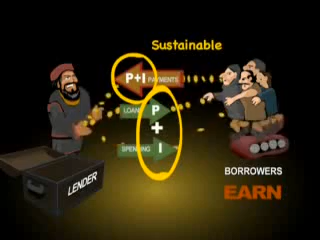 Sustainable
P+I PAYMENTS
LOANS P
+
SPENDING I
LENDER
BORROWERS
EARN